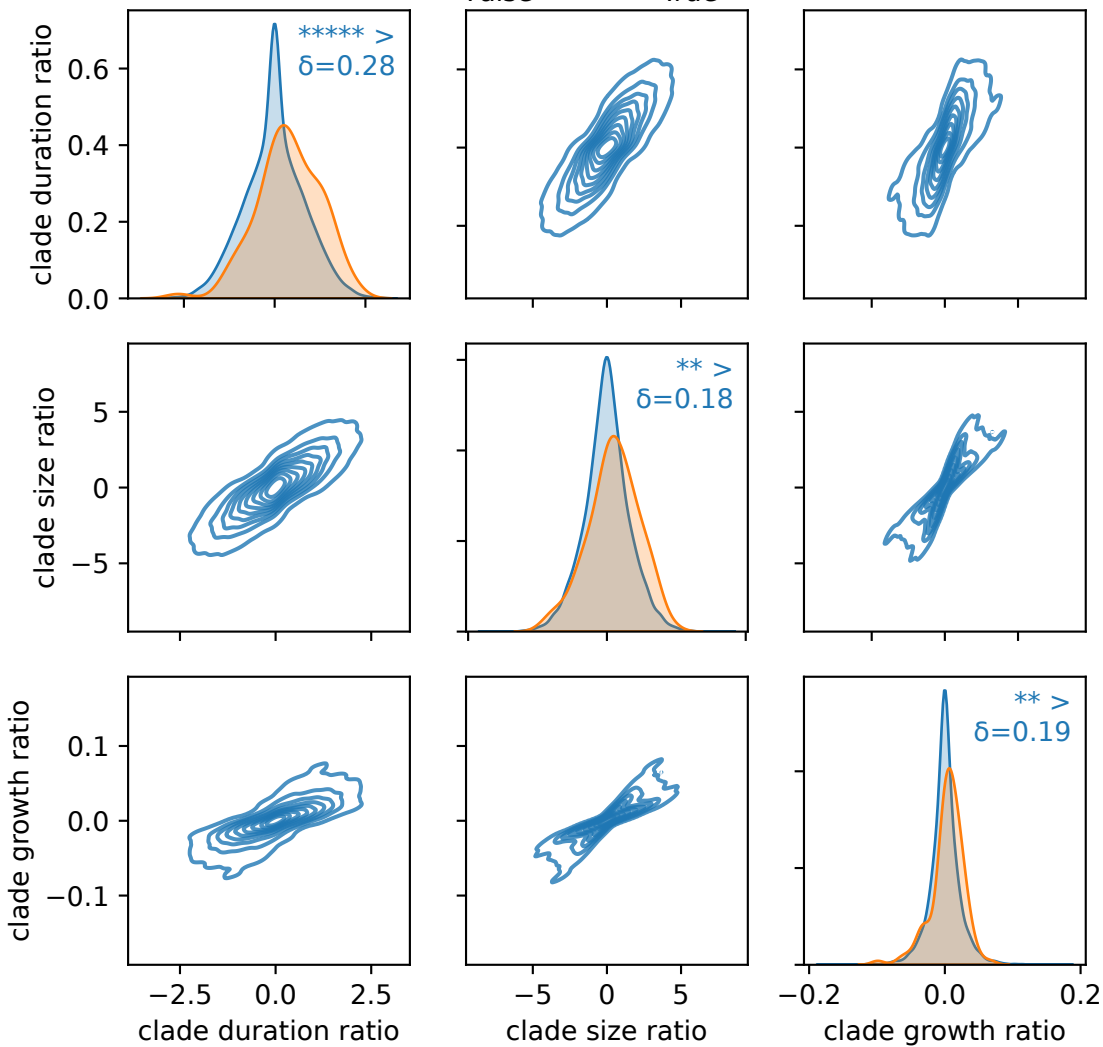 ***** >
δ=0.28
clade duration ratio
0.6
0.4
0.2
0.0
** >
δ=0.18
clade size ratio
5
0
−5
** >
δ=0.19
clade growth ratio
0.1
0.0
−0.1
−2.5 0.0 2.5
−5 0 5
−0.2 0.0 0.2
clade duration ratio
clade size ratio
clade growth ratio